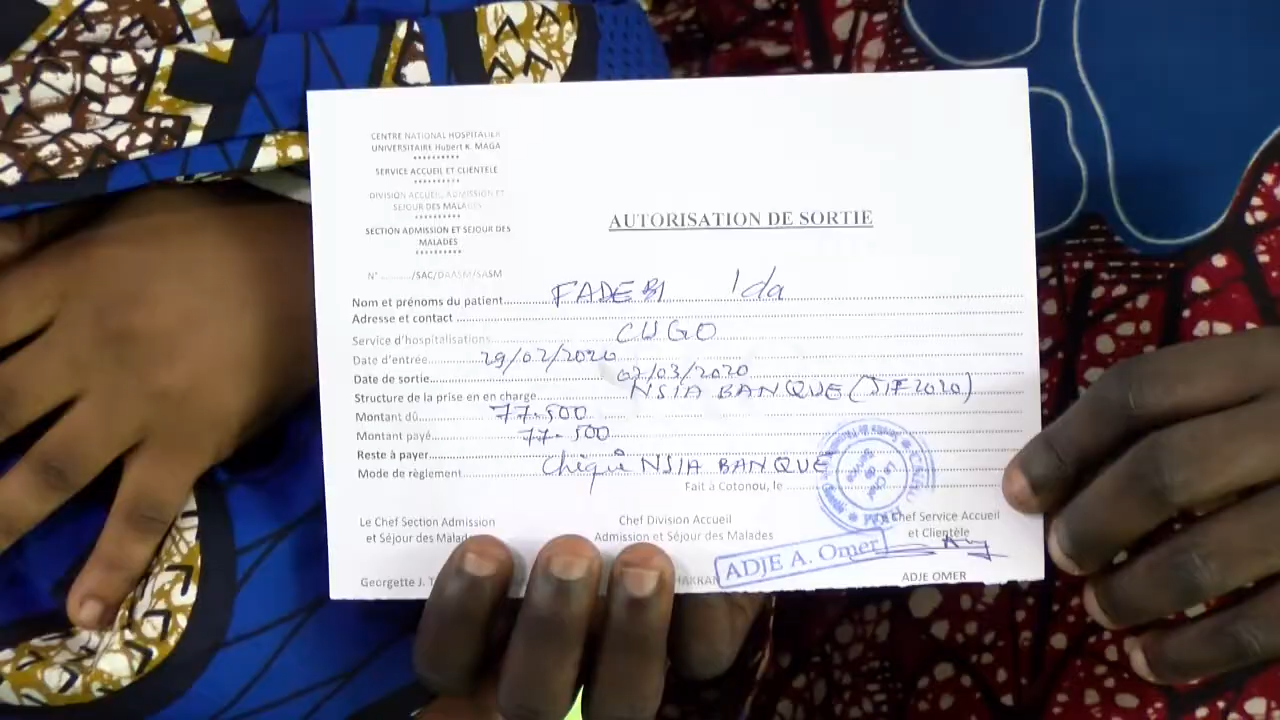 CENTRE NATIONAL HOSPITALIER
UNIVERSITAIRE Hubert K. MAGA
**********
SERVICE ACCUEIL ET CLIENTELE
**********
DIVISION ACCUEIL, ADMISSION ET
SEJOUR DES MALADES
**********
SECTION ADMISSION ET SEJOUR DES
MALADES
**********
N° ........../SAC/DAASM/SASM
AUTORISATION DE SORTIE
Nom et prénoms du patient FADEBI Ida
Adresse et contact
Service d'hospitalisations CUGO
Date d'entrée 29/02/2020
Date de sortie 02/03/2020
Structure de la prise en en charge NSIA BANQUE (JIF2020)
Montant dû 77.500
Montant payé 77.500
Reste à payer
Mode de règlement Chèque NSIA BANQUE
Fait à Cotonou, le
Le Chef Section Admission
et Séjour des Malades
Chef Division Accueil
Admission et Séjour des Malades
Le Chef Service Accueil
et Clientèle
ADJE A. Omer
Georgette J.
ADJE OMER